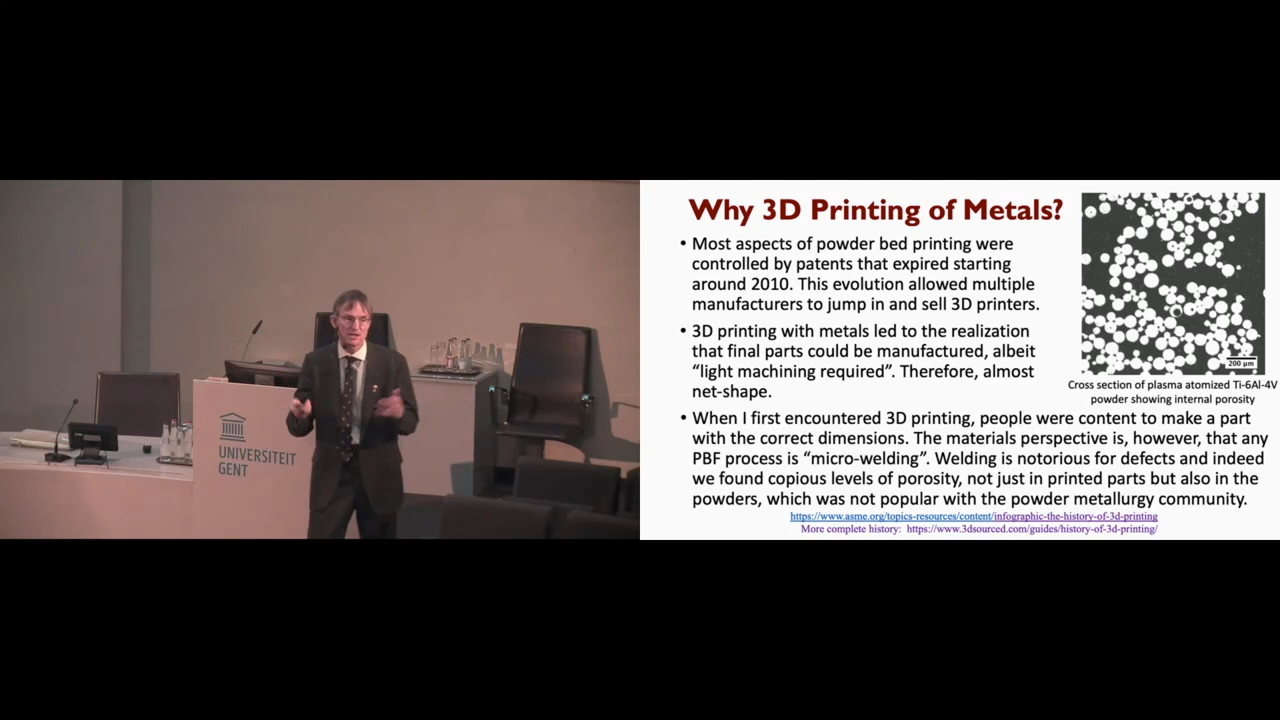 UNIVERSITEIT
GENT
Why 3D Printing of Metals?
• Most aspects of powder bed printing were
controlled by patents that expired starting
around 2010. This evolution allowed multiple
manufacturers to jump in and sell 3D printers.
• 3D printing with metals led to the realization
that final parts could be manufactured, albeit
“light machining required”. Therefore, almost
net-shape.
200 μm
Cross section of plasma atomized Ti-6Al-4V
powder showing internal porosity
• When I first encountered 3D printing, people were content to make a part
with the correct dimensions. The materials perspective is, however, that any
PBF process is “micro-welding”. Welding is notorious for defects and indeed
we found copious levels of porosity, not just in printed parts but also in the
powders, which was not popular with the powder metallurgy community.
https://www.asme.org/topics-resources/content/infographic-the-history-of-3d-printing
More complete history: https://www.3dsourced.com/guides/history-of-3d-printing/